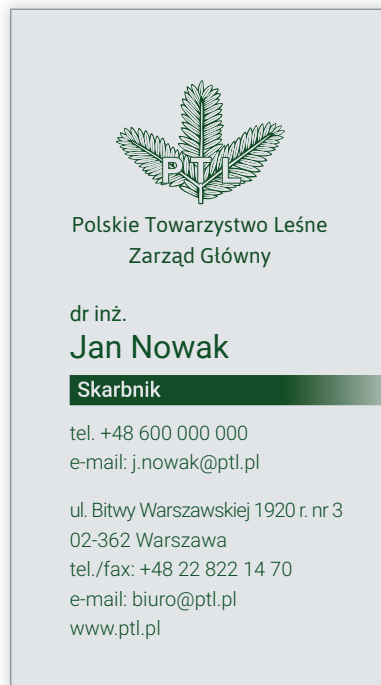 PTL
Polskie Towarzystwo Leśne
Zarząd Główny
dr inż.
Jan Nowak
Skarbnik
tel. +48 600 000 000
e-mail: j.nowak@ptl.pl
ul. Bitwy Warszawskiej 1920 r. nr 3
02-362 Warszawa
tel./fax: +48 22 822 14 70
e-mail: biuro@ptl.pl
www.ptl.pl